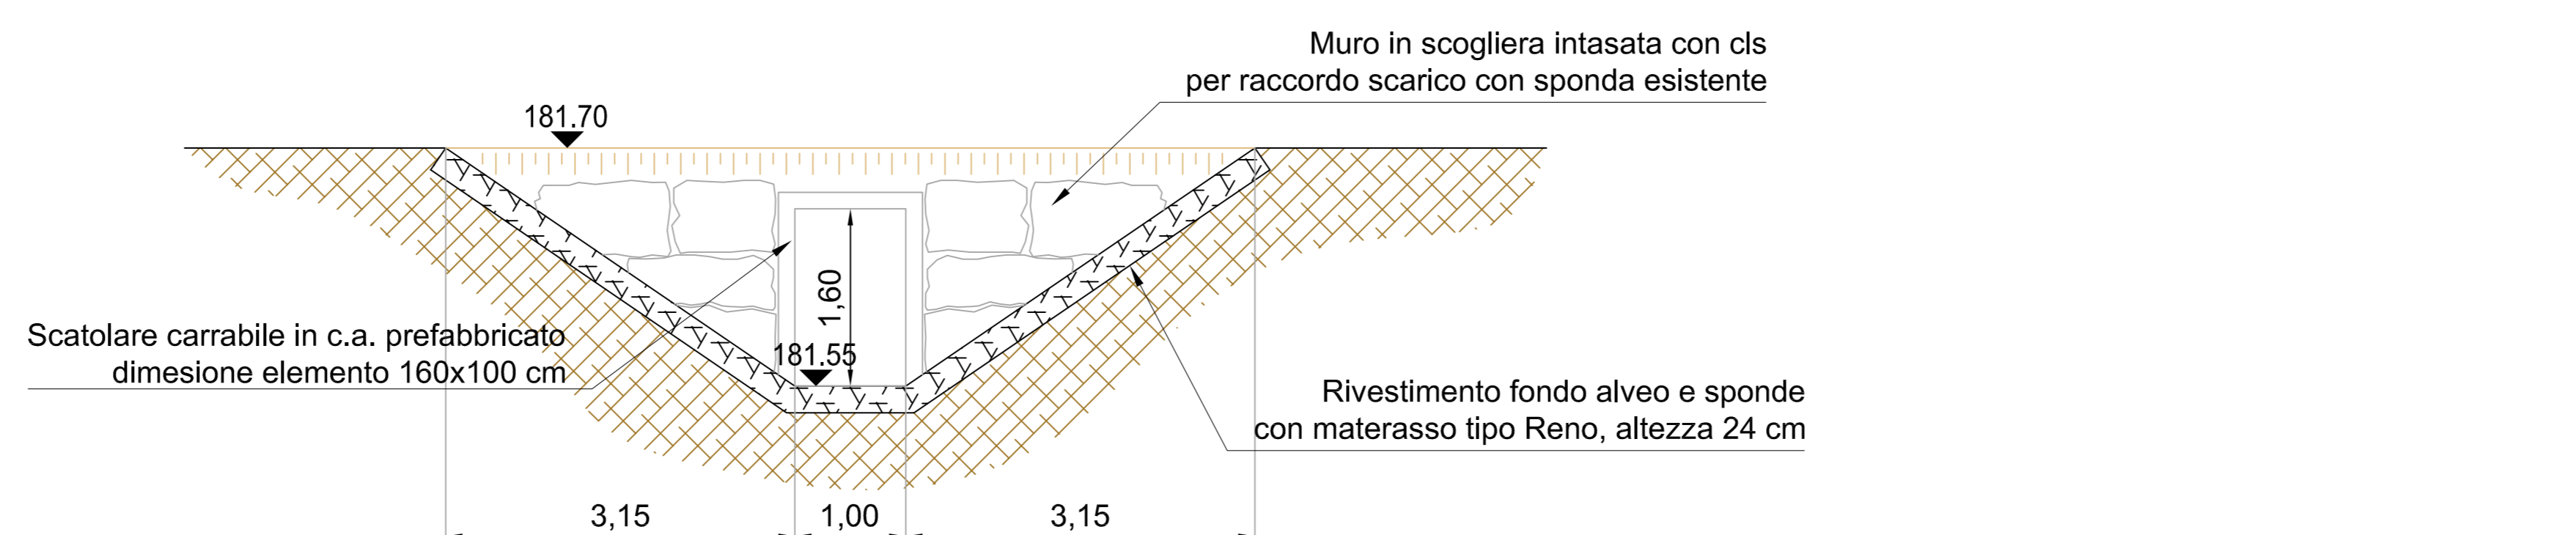 Muro in scogliera intasata con cls
per raccordo scarico con sponda esistente
181.70
1,60
Scatolare carrabile in c.a. prefabbricato
dimesione elemento 160x100 cm
181.55
Rivestimento fondo alveo e sponde
con materasso tipo Reno, altezza 24 cm
3,15
1,00
3,15